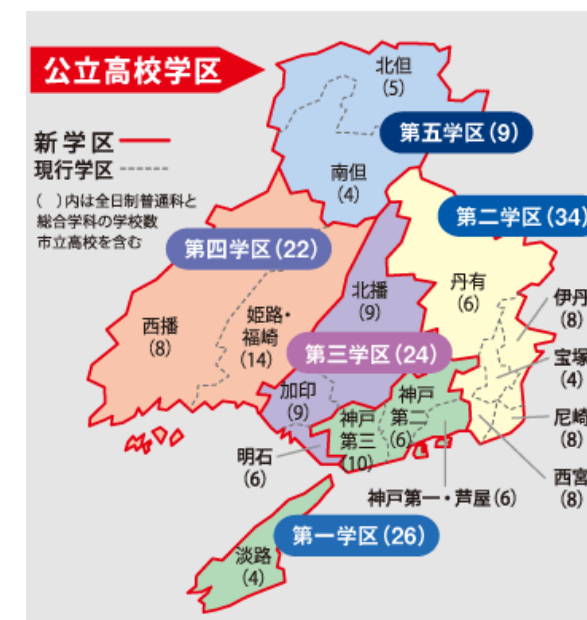 公立高校学区
新学区
現行学区
( )内は全日制普通科と
総合学科の学校数
市立高校を含む
北但
(5)
第五学区(9)
南但
(4)
第二学区(34)
第四学区(22)
丹有
(6)
北播
(9)
伊丹
(8)
西播
(8)
姫路・
福崎
(14)
第三学区(24)
宝塚
(4)
加印
(9)
神戸
第二
(6)
神戸
第三
(10)
尼崎
(8)
明石
(6)
西宮
(8)
神戸第一・芦屋(6)
第一学区(26)
淡路
(4)